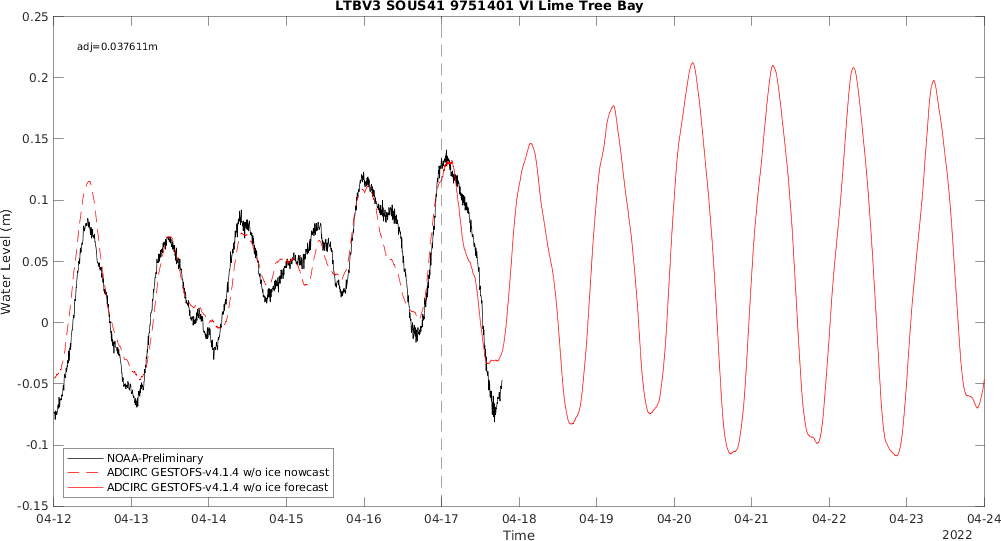 LTBV3 SOUS41 9751401 VI Lime Tree Bay
adj=0.037611m
0.25
0.2
0.15
0.1
0.05
0
-0.05
-0.1
-0.15
Water Level (m)
NOAA-Preliminary
ADCIRC GESTOFS-v4.1.4 w/o ice nowcast
ADCIRC GESTOFS-v4.1.4 w/o ice forecast
04-12 04-13 04-14 04-15 04-16 04-17 04-18 04-19 04-20 04-21 04-22 04-23 04-24
Time
2022